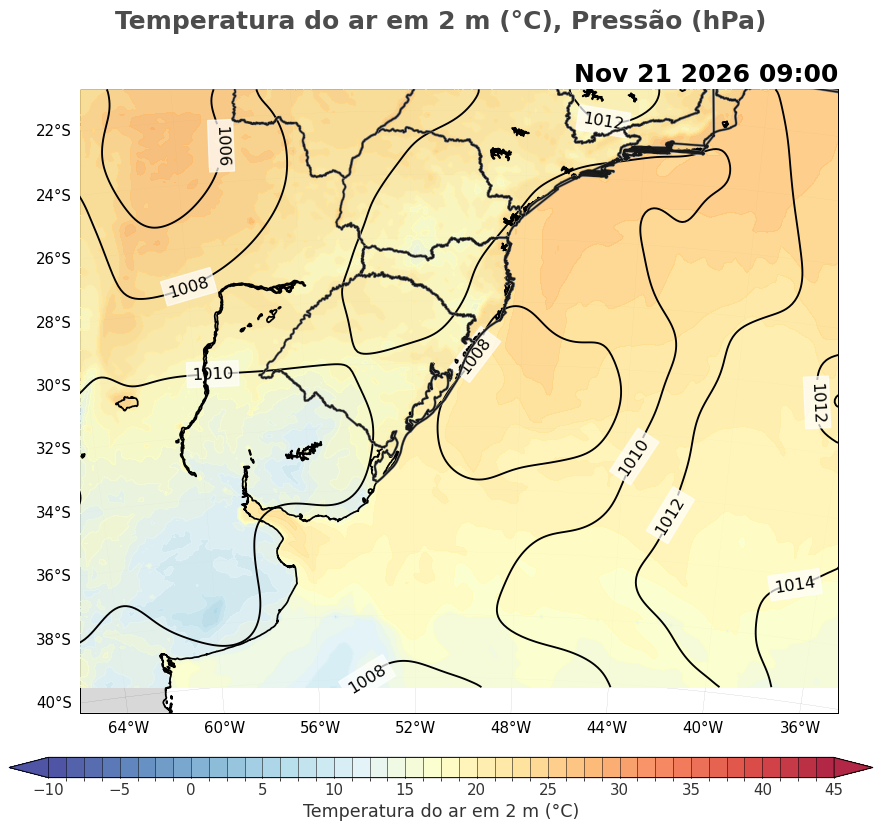 Temperatura do ar em 2 m (°C), Pressão (hPa)
Nov 21 2026 09:00
22°S
24°S
26°S
28°S
30°S
32°S
34°S
36°S
38°S
40°S
1012
1006
1008
1008
1010
1012
1010
1012
1014
1008
64°W 60°W 56°W 52°W 48°W 44°W 40°W 36°W
−10 −5 0 5 10 15 20 25 30 35 40 45
Temperatura do ar em 2 m (°C)